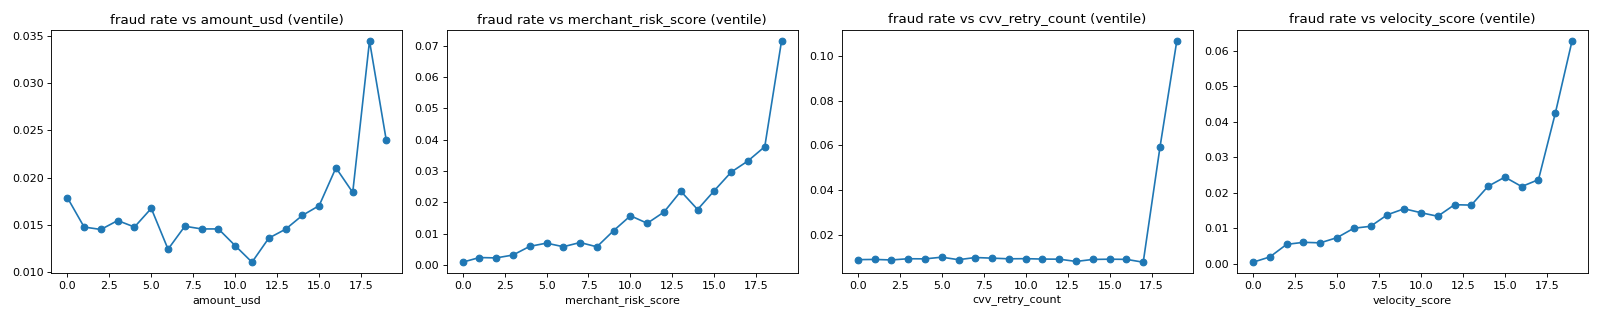 fraud rate vs amount_usd (ventile)
0.035
0.030
0.025
0.020
0.015
0.010
0.0 2.5 5.0 7.5 10.0 12.5 15.0 17.5
amount_usd
fraud rate vs merchant_risk_score (ventile)
0.07
0.06
0.05
0.04
0.03
0.02
0.01
0.00
0.0 2.5 5.0 7.5 10.0 12.5 15.0 17.5
merchant_risk_score
fraud rate vs cvv_retry_count (ventile)
0.10
0.08
0.06
0.04
0.02
0.0 2.5 5.0 7.5 10.0 12.5 15.0 17.5
cvv_retry_count
fraud rate vs velocity_score (ventile)
0.06
0.05
0.04
0.03
0.02
0.01
0.00
0.0 2.5 5.0 7.5 10.0 12.5 15.0 17.5
velocity_score